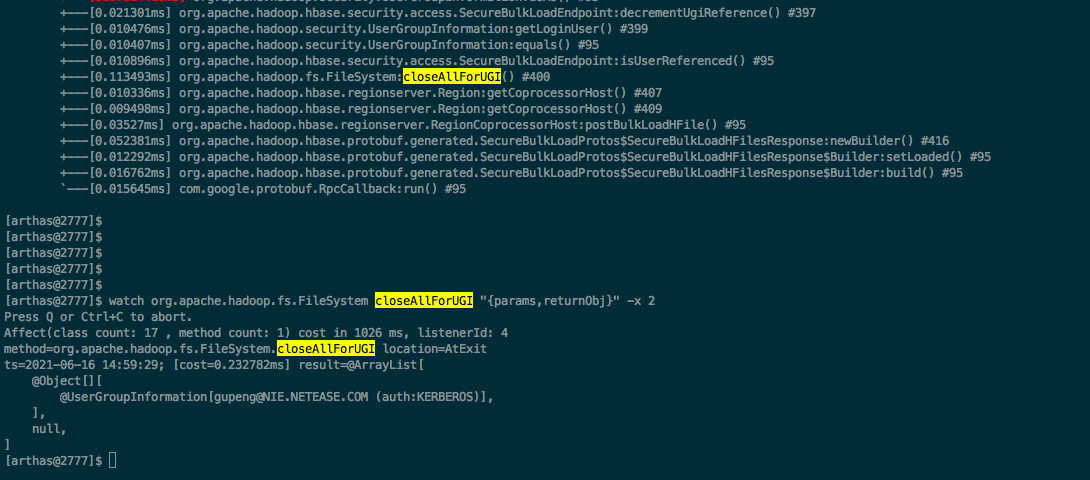 +---[0.021301ms] org.apache.hadoop.hbase.security.access.SecureBulkLoadEndpoint:decrementUgiReference() #397
+---[0.010476ms] org.apache.hadoop.security.UserGroupInformation:getLoginUser() #399
+---[0.010407ms] org.apache.hadoop.security.UserGroupInformation:equals() #95
+---[0.010896ms] org.apache.hadoop.hbase.security.access.SecureBulkLoadEndpoint:isUserReferenced() #95
+---[0.113493ms] org.apache.hadoop.fs.FileSystem:closeAllForUGI() #400
+---[0.010336ms] org.apache.hadoop.hbase.regionserver.Region:getCoprocessorHost() #407
+---[0.009498ms] org.apache.hadoop.hbase.regionserver.Region:getCoprocessorHost() #409
+---[0.03527ms] org.apache.hadoop.hbase.regionserver.RegionCoprocessorHost:postBulkLoadHFile() #95
+---[0.052381ms] org.apache.hadoop.hbase.protobuf.generated.SecureBulkLoadProtos$SecureBulkLoadHFilesResponse:newBuilder() #416
+---[0.012292ms] org.apache.hadoop.hbase.protobuf.generated.SecureBulkLoadProtos$SecureBulkLoadHFilesResponse$Builder:setLoaded() #95
+---[0.016762ms] org.apache.hadoop.hbase.protobuf.generated.SecureBulkLoadProtos$SecureBulkLoadHFilesResponse$Builder:build() #95
`---[0.015645ms] com.google.protobuf.RpcCallback:run() #95
[arthas@2777]$
[arthas@2777]$
[arthas@2777]$
[arthas@2777]$
[arthas@2777]$
[arthas@2777]$ watch org.apache.hadoop.fs.FileSystem closeAllForUGI "{params,returnObj}" -x 2
Press Q or Ctrl+C to abort.
Affect(class count: 17 , method count: 1) cost in 1026 ms, listenerId: 4
method=org.apache.hadoop.fs.FileSystem.closeAllForUGI location=AtExit
ts=2021-06-16 14:59:29; [cost=0.232782ms] result=@ArrayList[
@Object[][
@UserGroupInformation[gupeng@NIE.NETEASE.COM (auth:KERBEROS)],
],
null,
]
[arthas@2777]$